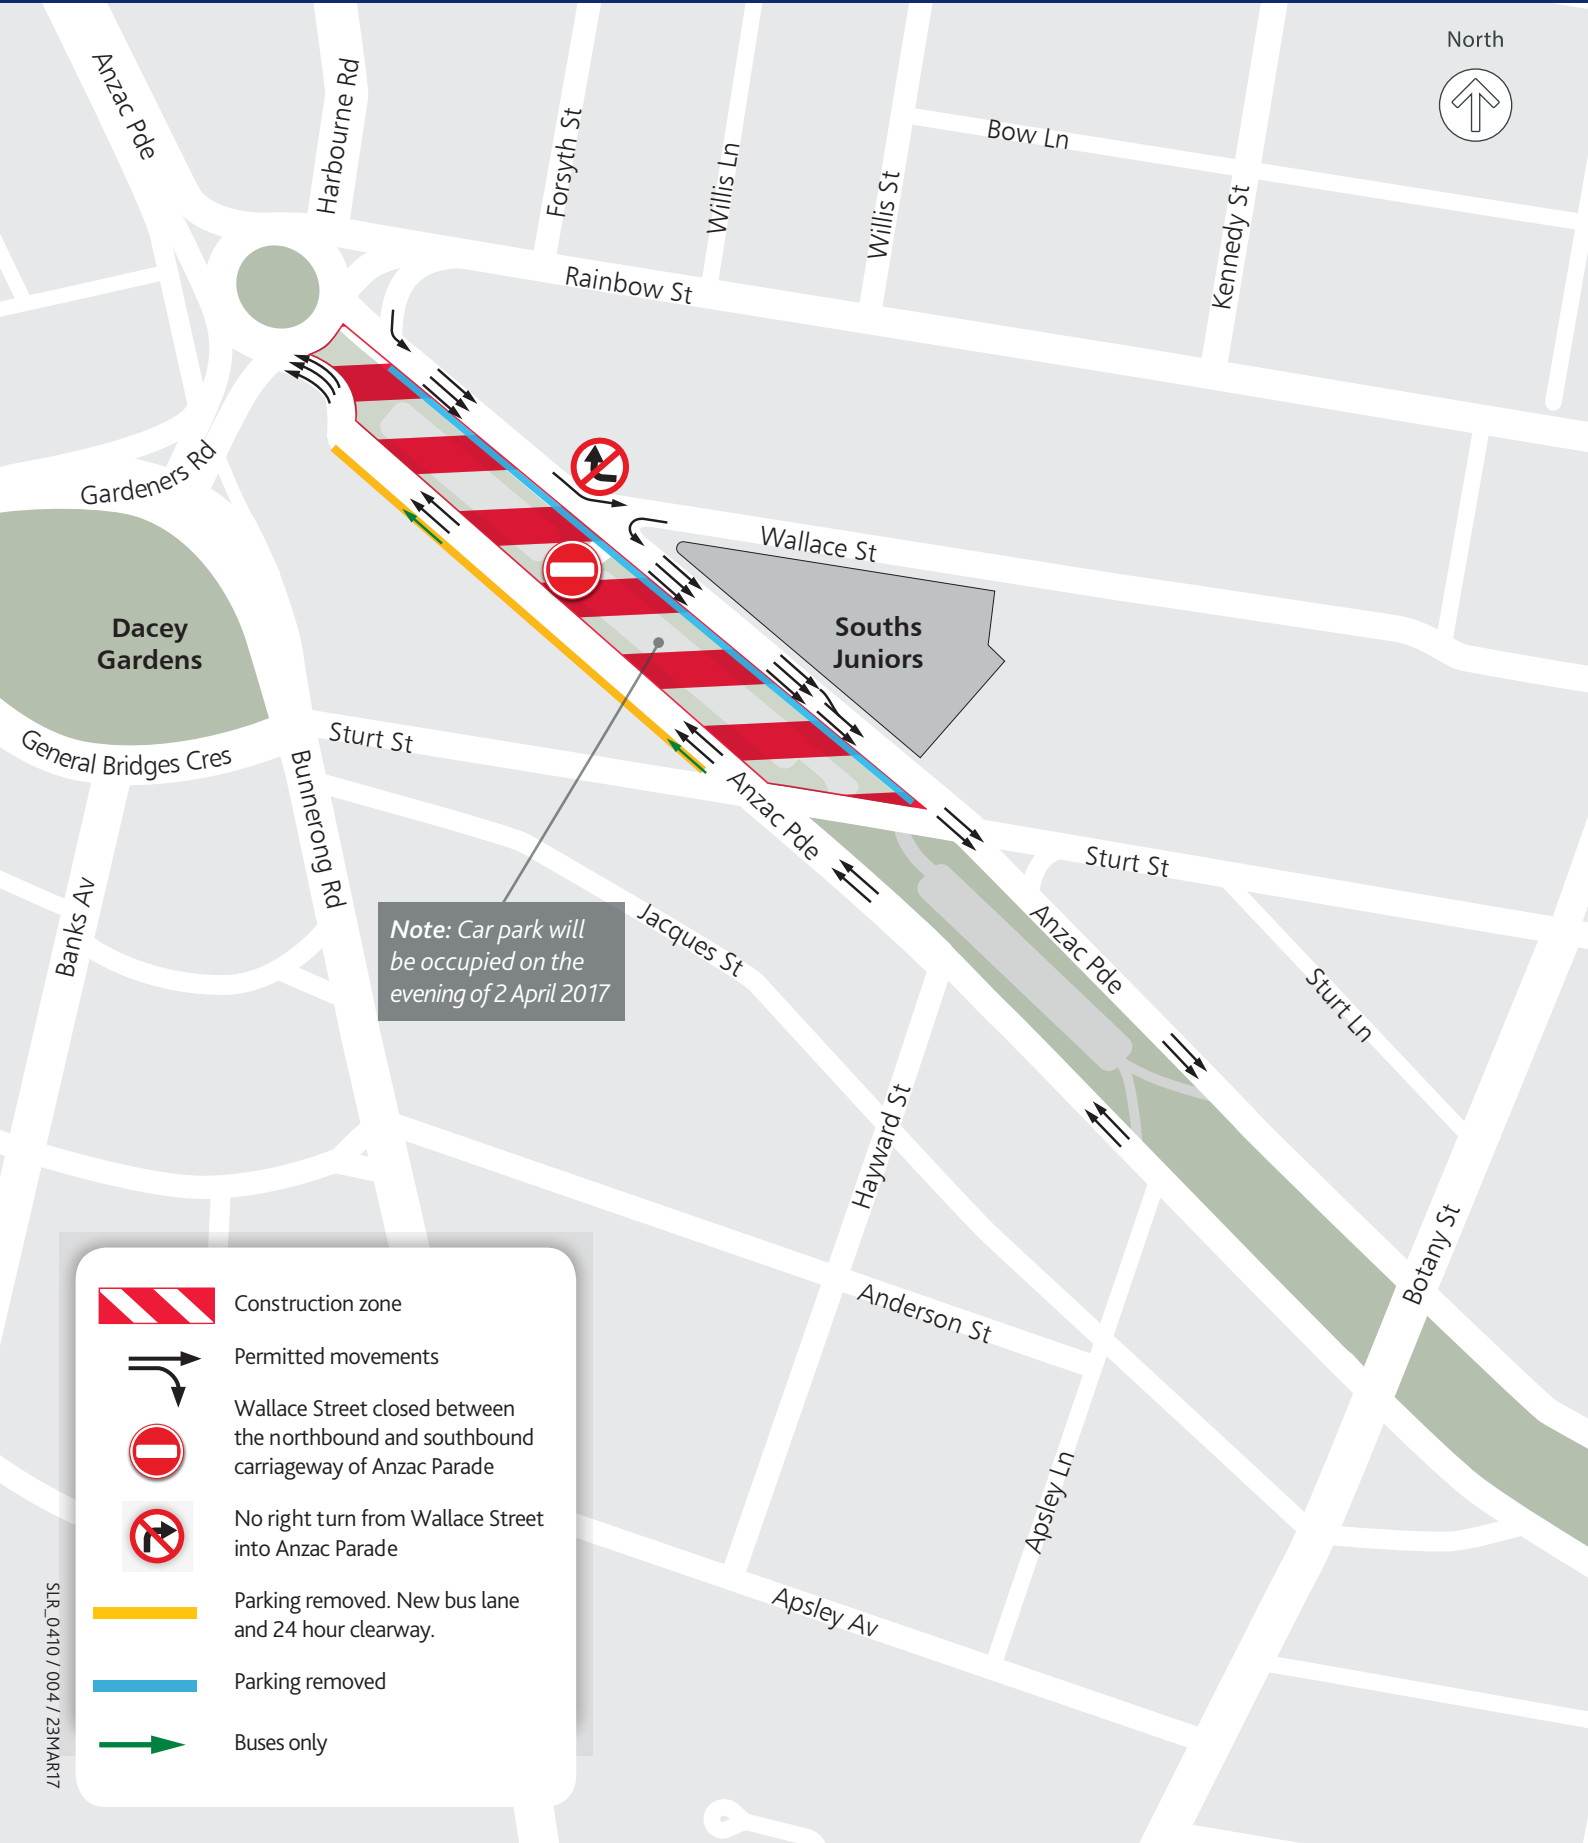 North
Anzac Pde
Harbourne Rd
Forsyth St
Willis Ln
Willis St
Bow Ln
Kennedy St
Rainbow St
Gardeners Rd
Wallace St
Dacey
Gardens
Souths
Juniors
General Bridges Cres
Sturt St
Bunnerong Rd
Anzac Pde
Sturt St
Banks Av
Note: Car park will
be occupied on the
evening of 2 April 2017
Jacques St
Anzac Pde
Sturt Ln
Hayward St
Botany St
Anderson St
Apsley Ln
Apsley Av
Construction zone
Permitted movements
Wallace Street closed between
the northbound and southbound
carriageway of Anzac Parade
No right turn from Wallace Street
into Anzac Parade
Parking removed. New bus lane
and 24 hour clearway.
Parking removed
Buses only
SLR_0410 / 004 / 23MAR17